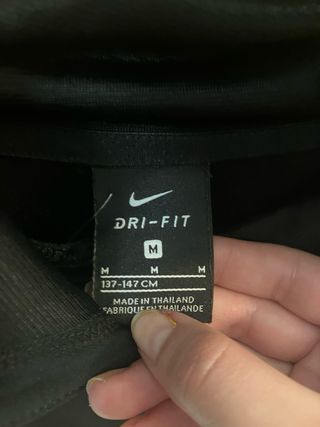 DRI-FIT
M
M M M
137-147 CM
MADE IN THAILAND
FABRIQUÉ EN THAÏLANDE